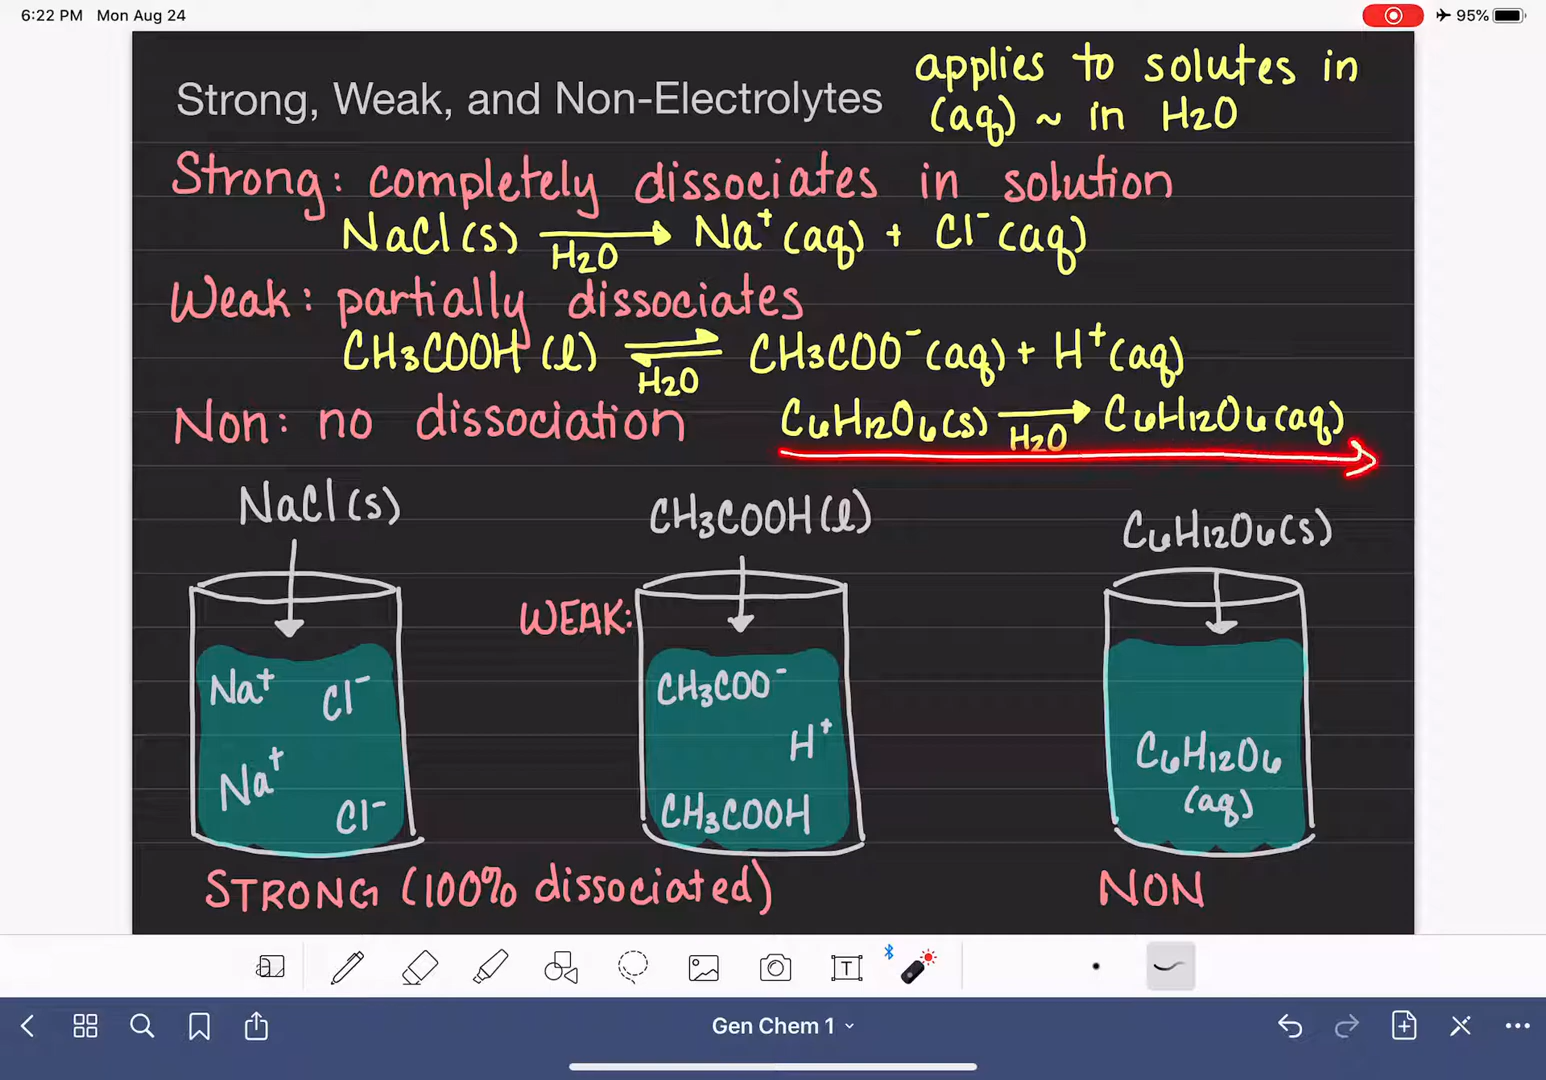 6:22 PM Mon Aug 24
95%
Strong, Weak, and Non-Electrolytes
applies to solutes in
(aq) ~ in H2O
Strong: completely dissociates in solution
NaCl(s) → Na⁺(aq) + Cl⁻(aq)
H2O
Weak: partially dissociates
CH3COOH(l) ⇌ CH3COO⁻(aq) + H⁺(aq)
H2O
Non: no dissociation C6H12O6(s) → C6H12O6(aq)
H2O
NaCl(s)
CH3COOH(l)
C6H12O6(s)
WEAK:
Na⁺ Cl⁻
Na⁺
Cl⁻
CH3COO⁻
H⁺
CH3COOH
C6H12O6
(aq)
STRONG (100% dissociated)
NON
T
Gen Chem 1